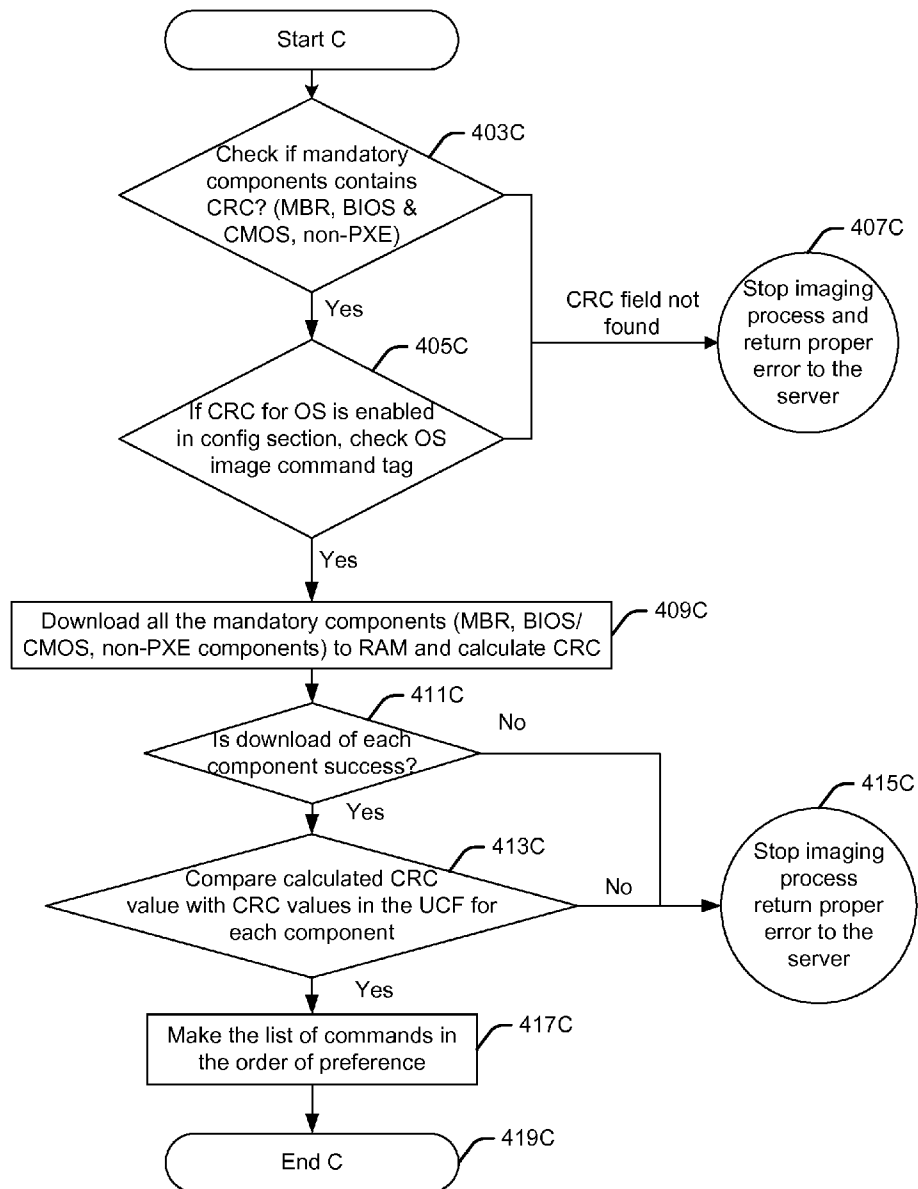 Start C
403C
Check if mandatory
components contains
CRC? (MBR, BIOS &
CMOS, non-PXE)
Yes
405C
If CRC for OS is enabled
in config section, check OS
image command tag
CRC field not
found
407C
Stop imaging
process and
return proper
error to the
server
Yes
Download all the mandatory components (MBR, BIOS/
CMOS, non-PXE components) to RAM and calculate CRC
409C
411C
Is download of each
component success?
No
Yes
413C
Compare calculated CRC
value with CRC values in the UCF for
each component
No
415C
Stop imaging
process
return proper
error to the
server
Yes
Make the list of commands in
the order of preference
417C
End C
419C